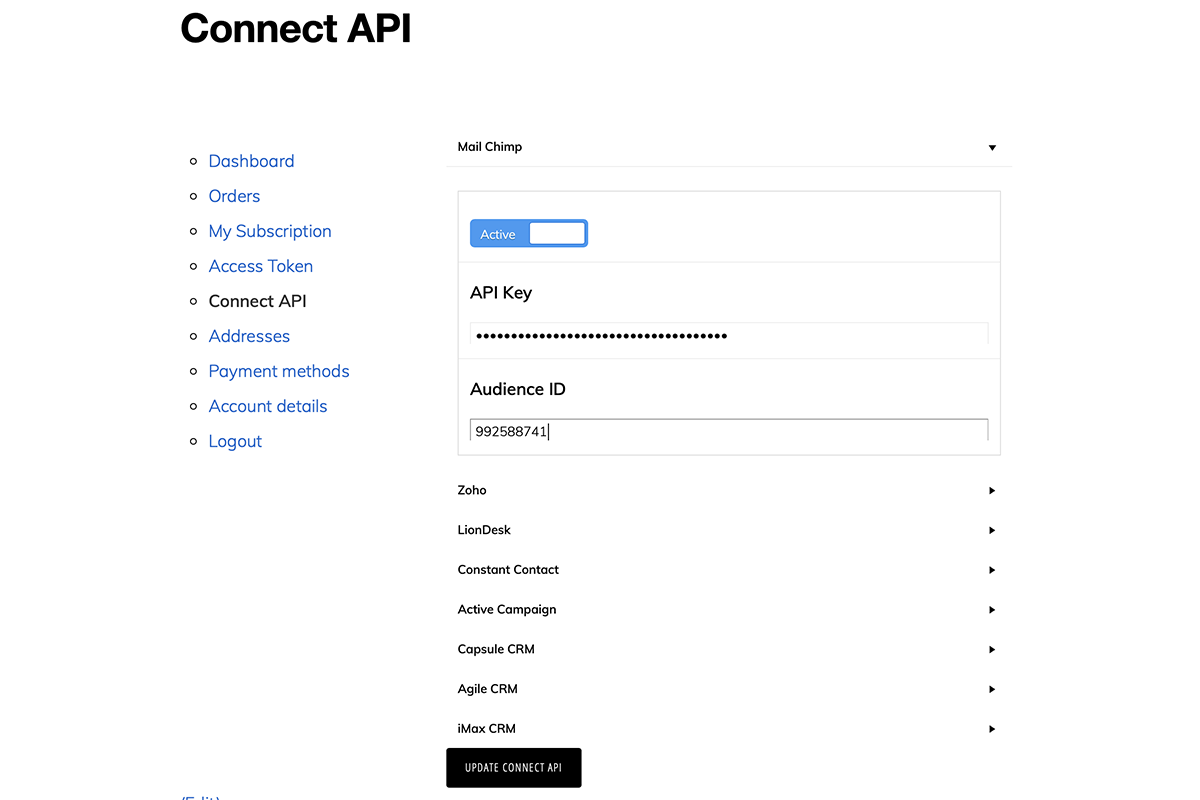 Connect API
Dashboard
Orders
My Subscription
Access Token
Connect API
Addresses
Payment methods
Account details
Logout
Mail Chimp
Active
API Key
Audience ID
992588741
Zoho
LionDesk
Constant Contact
Active Campaign
Capsule CRM
Agile CRM
iMax CRM
UPDATE CONNECT API
(Edit)